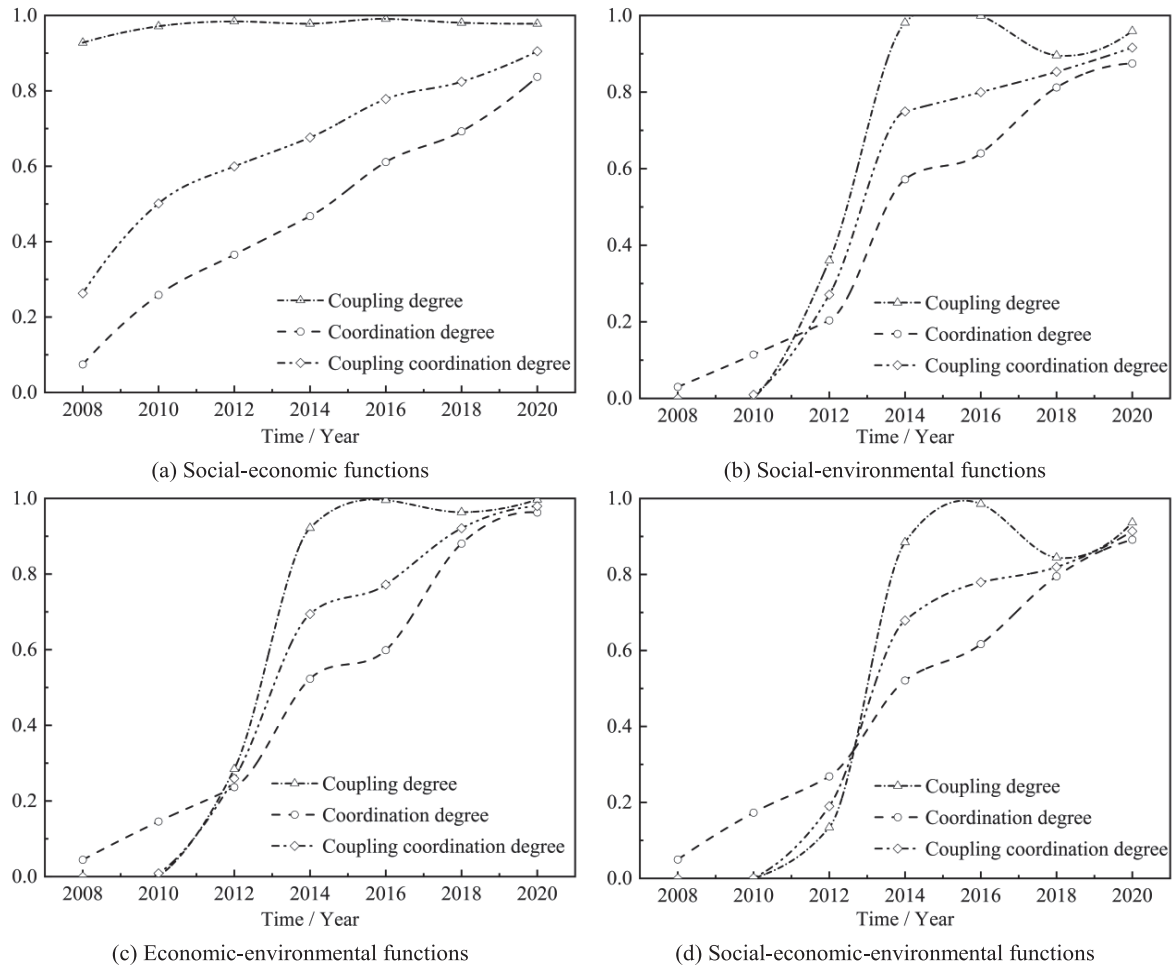 1.0
0.8
0.6
0.4
0.2
0.0
Coupling degree
Coordination degree
Coupling coordination degree
2008 2010 2012 2014 2016 2018 2020
Time / Year
(a) Social-economic functions
1.0
0.8
0.6
0.4
0.2
0.0
Coupling degree
Coordination degree
Coupling coordination degree
2008 2010 2012 2014 2016 2018 2020
Time / Year
(b) Social-environmental functions
1.0
0.8
0.6
0.4
0.2
0.0
Coupling degree
Coordination degree
Coupling coordination degree
2008 2010 2012 2014 2016 2018 2020
Time / Year
(c) Economic-environmental functions
1.0
0.8
0.6
0.4
0.2
0.0
Coupling degree
Coordination degree
Coupling coordination degree
2008 2010 2012 2014 2016 2018 2020
Time / Year
(d) Social-economic-environmental functions